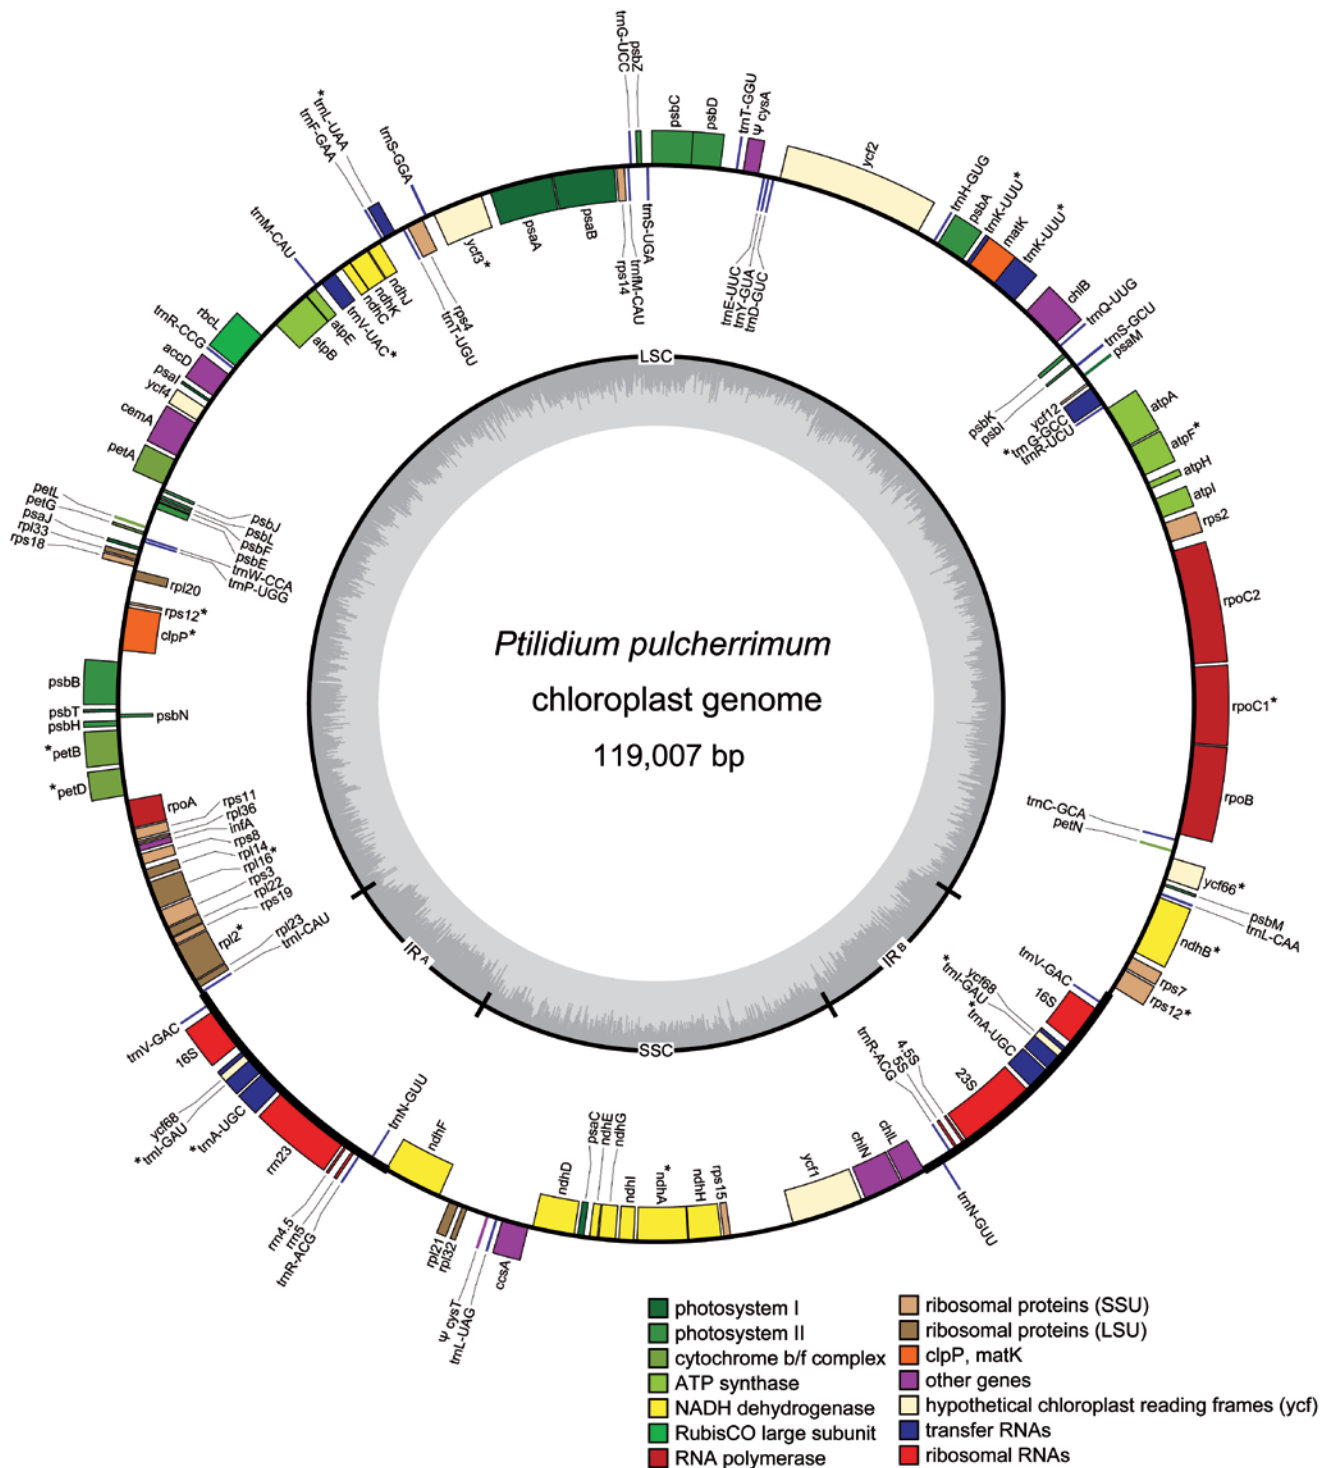 trnG-UCC
psbZ
psbC
psbD
trnT-GGU
Ψ cysA
ycf2
trnH-GUG
psbA
trnK-UUU*
matK
trnK-UUU*
chlB
trnQ-UUG
trnS-GCU
psaM
atpA
atpF*
atpH
atpI
rps2
rpoC2
rpoC1*
rpoB
trnC-GCA
petN
ycf66*
psbM
trnL-CAA
ndhB*
rps7
rps12*
trnV-GAC
16S
ycf68
*trnI-GAU
*trnA-UGC
23S
4.5S
5S
trnR-ACG
trnN-GUU
chlL
chlN
ycf1
rps15
ndhH
ndhA*
ndhI
ndhG
ndhE
psaC
ndhD
ccsA
trnL-UAG
Ψ cysT
rpl32
rpl21
ndhF
trnN-GUU
trnR-ACG
rrn5
rrn4.5
rrn23
*trnA-UGC
*trnI-GAU
ycf68
16S
trnV-GAC
trnI-CAU
rpl23
rpl2*
rps19
rpl22
rps3
rpl16*
rpl14
rps8
infA
rpl36
rps11
rpoA
*petD
*petB
psbH
psbN
psbT
psbB
clpP*
rps12*
rpl20
rps18
rpl33
psaJ
petG
petL
trnP-UGG
trnW-CCA
psbE
psbF
psbL
psbJ
petA
cemA
ycf4
psaI
accD
trnR-CCG
rbcL
atpB
atpE
trnM-CAU
trnV-UAC*
ndhC
ndhK
ndhJ
trnF-GAA
*trnL-UAA
trnT-UGU
rps4
trnS-GGA
ycf3*
psaA
psaB
rps14
trnfM-CAU
trnS-UGA
trnE-UUC
trnY-GUA
trnD-GUC
psbK
psbI
ycf12
*trnG-GCC
trnR-UCU
LSC
IR A
IR B
SSC
Ptilidium pulcherrimum
chloroplast genome
119,007 bp
photosystem I
photosystem II
cytochrome b/f complex
ATP synthase
NADH dehydrogenase
RubisCO large subunit
RNA polymerase
ribosomal proteins (SSU)
ribosomal proteins (LSU)
clpP, matK
other genes
hypothetical chloroplast reading frames (ycf)
transfer RNAs
ribosomal RNAs